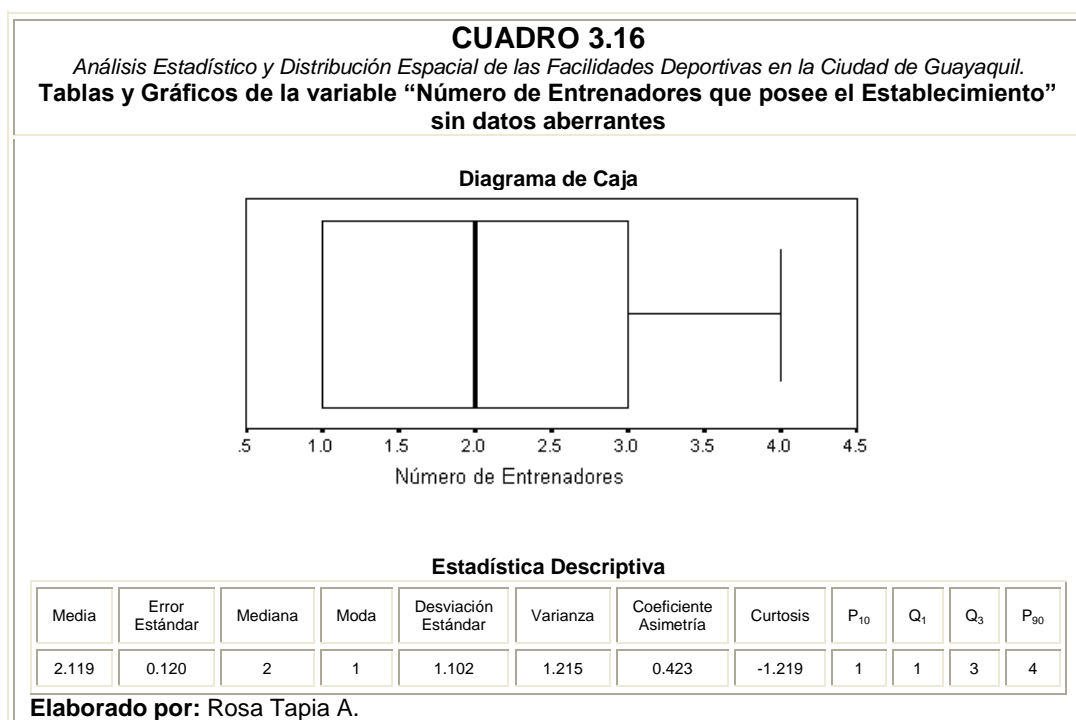 CUADRO 3.16
Análisis Estadístico y Distribución Espacial de las Facilidades Deportivas en la Ciudad de Guayaquil.
Tablas y Gráficos de la variable “Número de Entrenadores que posee el Establecimiento”
sin datos aberrantes
Diagrama de Caja
.5 1.0 1.5 2.0 2.5 3.0 3.5 4.0 4.5
Número de Entrenadores
Estadística Descriptiva
Media Error Estándar Mediana Moda Desviación Estándar Varianza Coeficiente Asimetría Curtosis P10 Q1 Q3 P90
2.119 0.120 2 1 1.102 1.215 0.423 -1.219 1 1 3 4
Elaborado por: Rosa Tapia A.